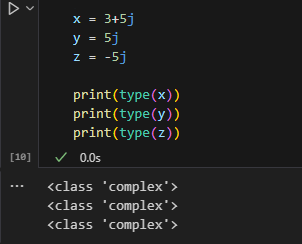 x = 3+5j
y = 5j
z = -5j
print(type(x))
print(type(y))
print(type(z))
[10] ✓ 0.0s
... <class 'complex'>
<class 'complex'>
<class 'complex'>